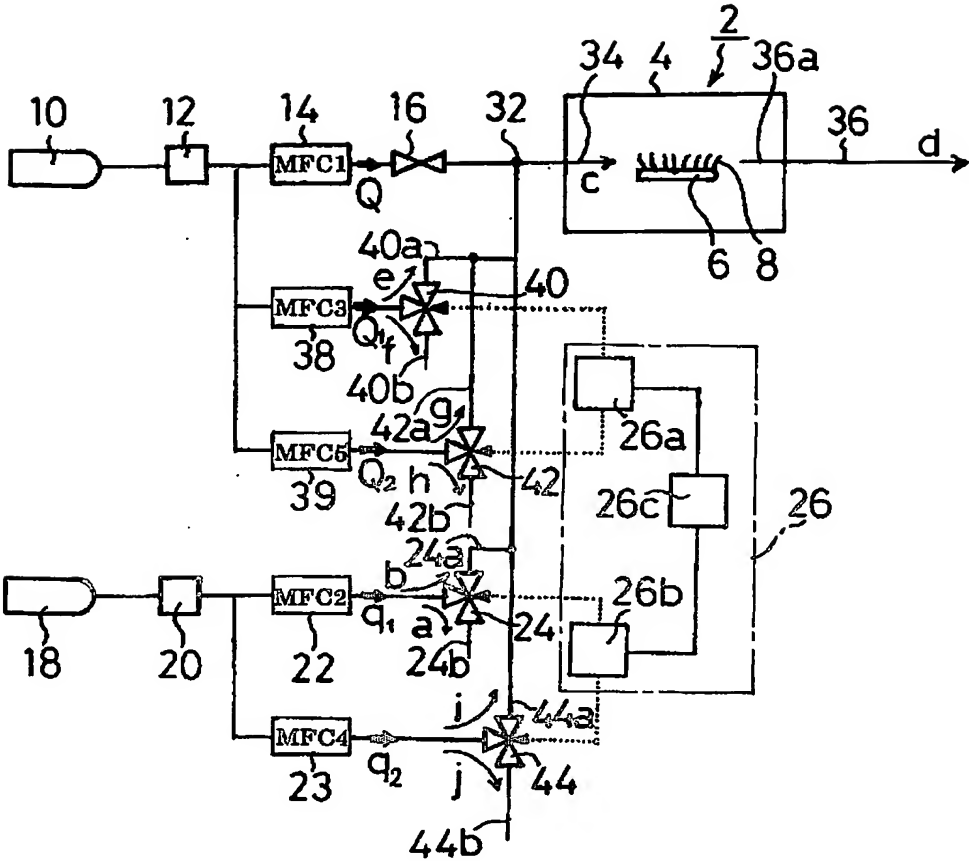 2
34 4 36a
10 12 14 16 32 36 d
MFC1
Q c
6 8
40a
e 40
MFC3
Q1 f
38 40b
42a g 26a
MFC5
39 Q2 h 42 26c 26
42b
24a
b 26b
MFC2
18 20 22 q1 a 24
24b
i 44a
MFC4
23 q2 j 44
44b